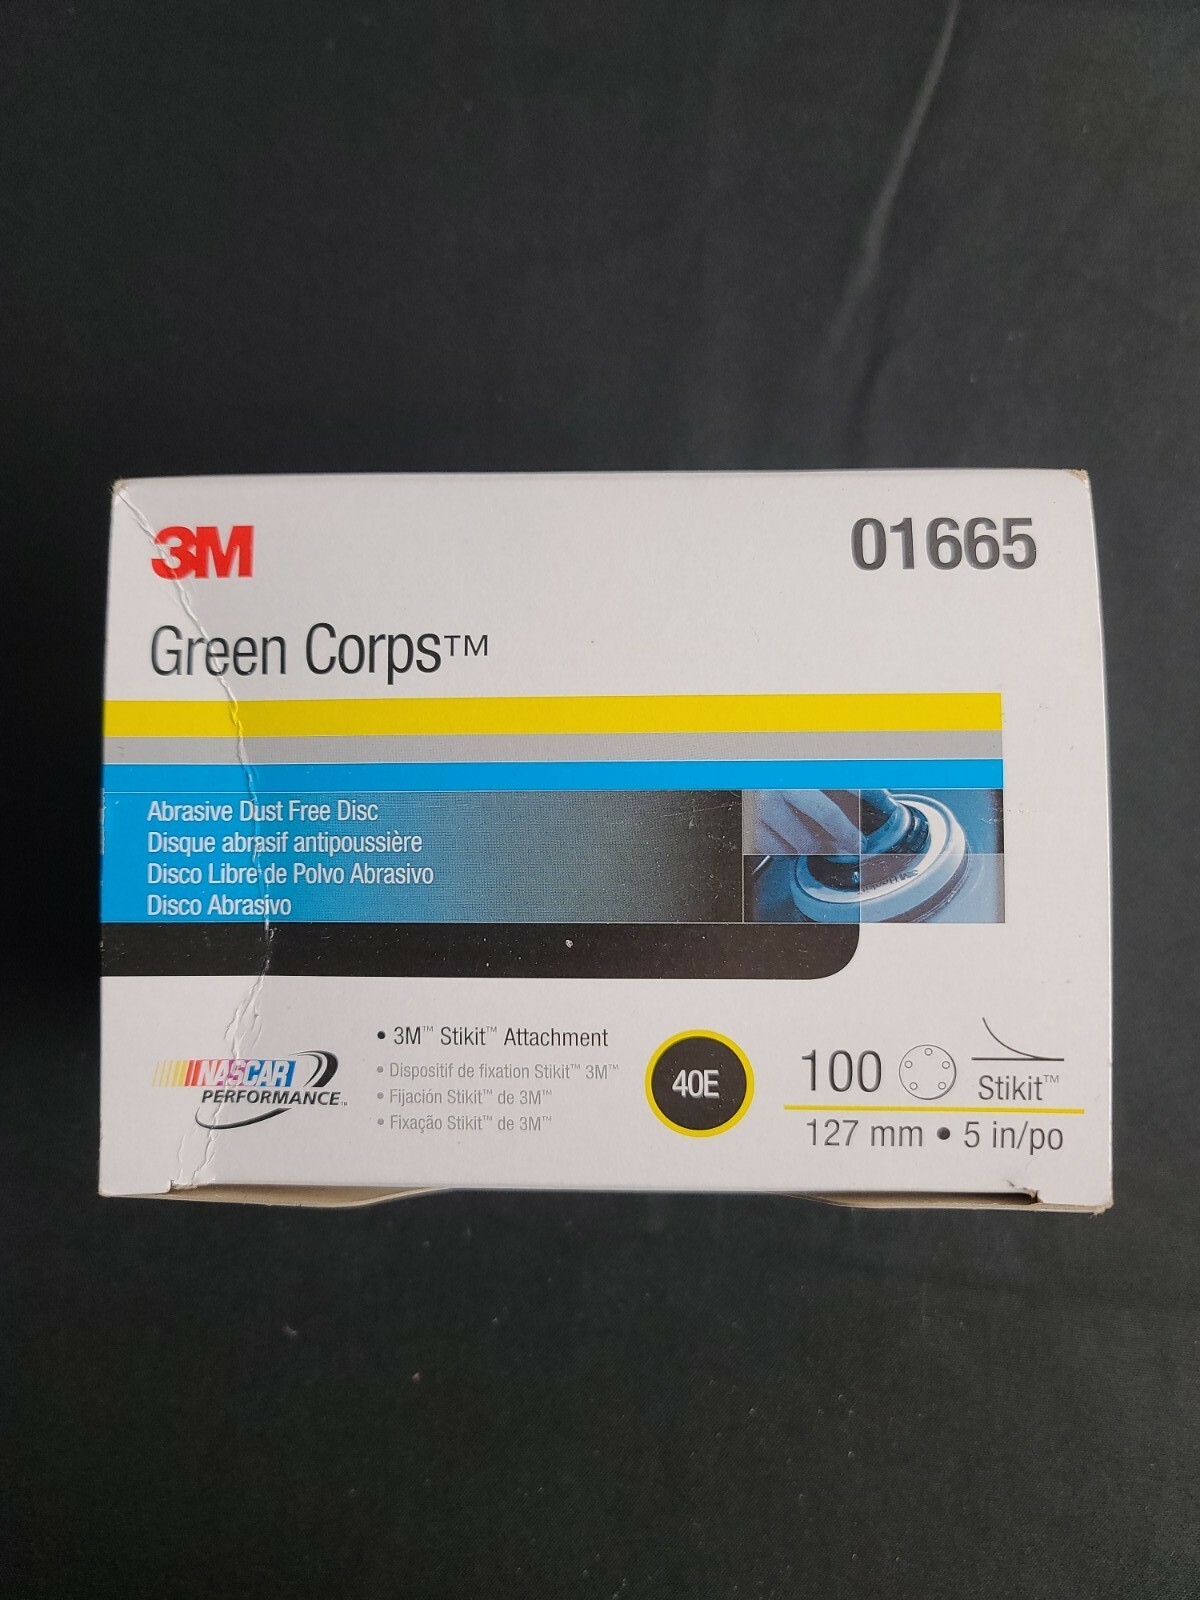 3M
01665
Green Corps™
Abrasive Dust Free Disc
Disque abrasif antipoussière
Disco Libre de Polvo Abrasivo
Disco Abrasivo
NASCAR
PERFORMANCE™
• 3M™ Stikit™ Attachment
• Dispositif de fixation Stikit™ 3M™
• Fijación Stikit™ de 3M™
• Fixação Stikit™ de 3M™
40E
100
Stikit™
127 mm • 5 in/po